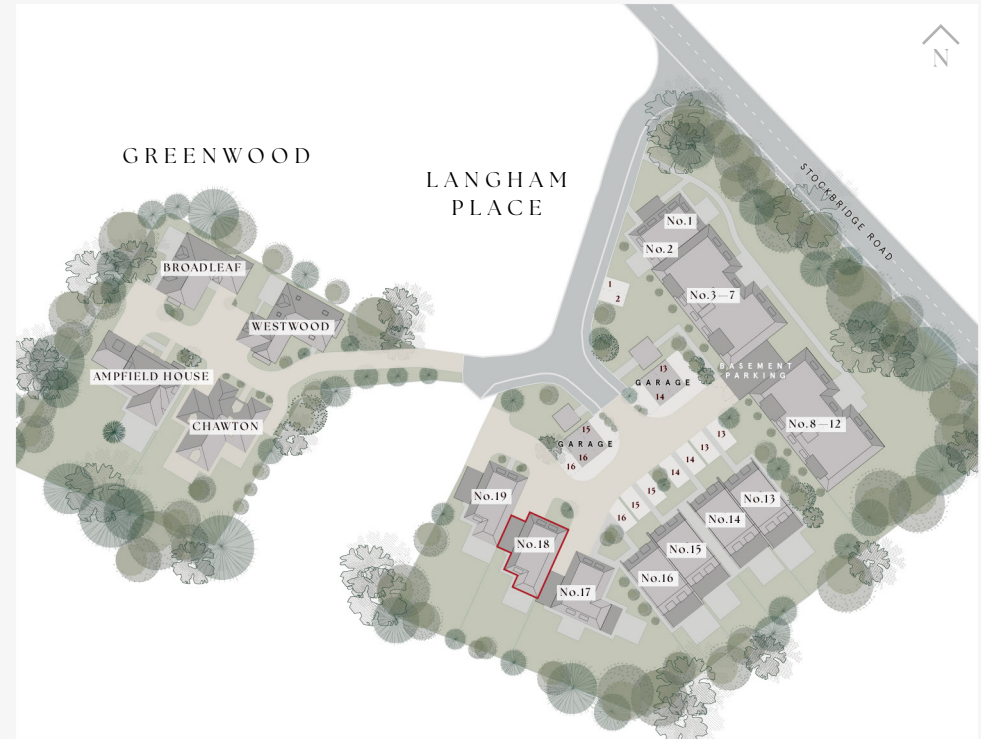 N
GREENWOOD
LANGHAM
PLACE
STOCKBRIDGE ROAD
No.1
No.2
BROADLEAF
1
2
No.3—7
WESTWOOD
13
GARAGE
14
BASEMENT
PARKING
AMPFIELD HOUSE
CHAWTON
No.8—12
15
GARAGE
16
16
13
13
14
14
15
15
16
No.19
No.13
No.14
No.18
No.15
No.16
No.17